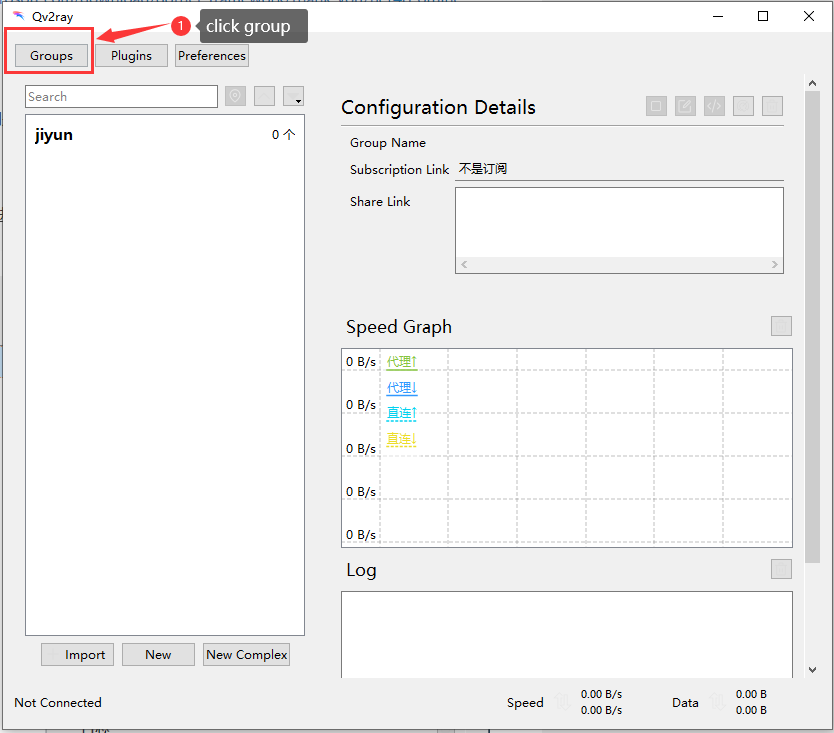 Qv2ray
1 click group
Groups Plugins Preferences
Search
jiyun 0 个
Configuration Details
Group Name
Subscription Link 不是订阅
Share Link
Speed Graph
0 B/s 代理↑
代理↓
0 B/s 直连↑
直连↓
0 B/s
0 B/s
0 B/s
Log
Import New New Complex
Not Connected
Speed 0.00 B/s
0.00 B/s
Data 0.00 B
0.00 B